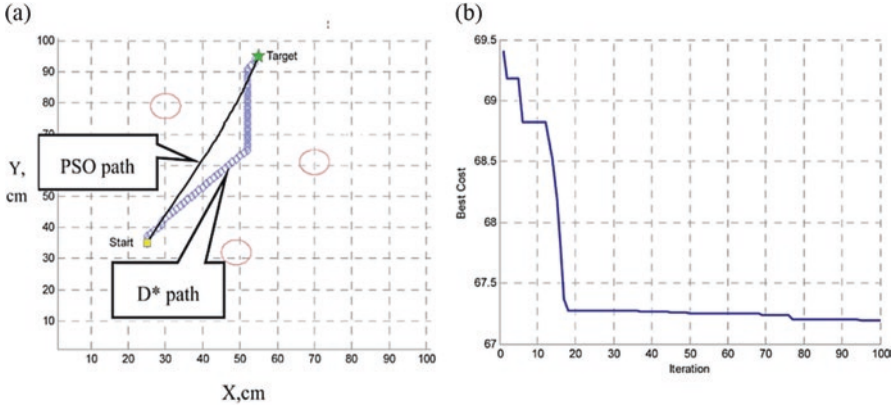 (a)
100
90
80
70
60
50
40
30
20
10
Y,
cm
Target
PSO path
Start
D* path
10 20 30 40 50 60 70 80 90 100
X,cm
(b)
69.5
69
68.5
68
67.5
67
Best Cost
0 10 20 30 40 50 60 70 80 90 100
Iteration